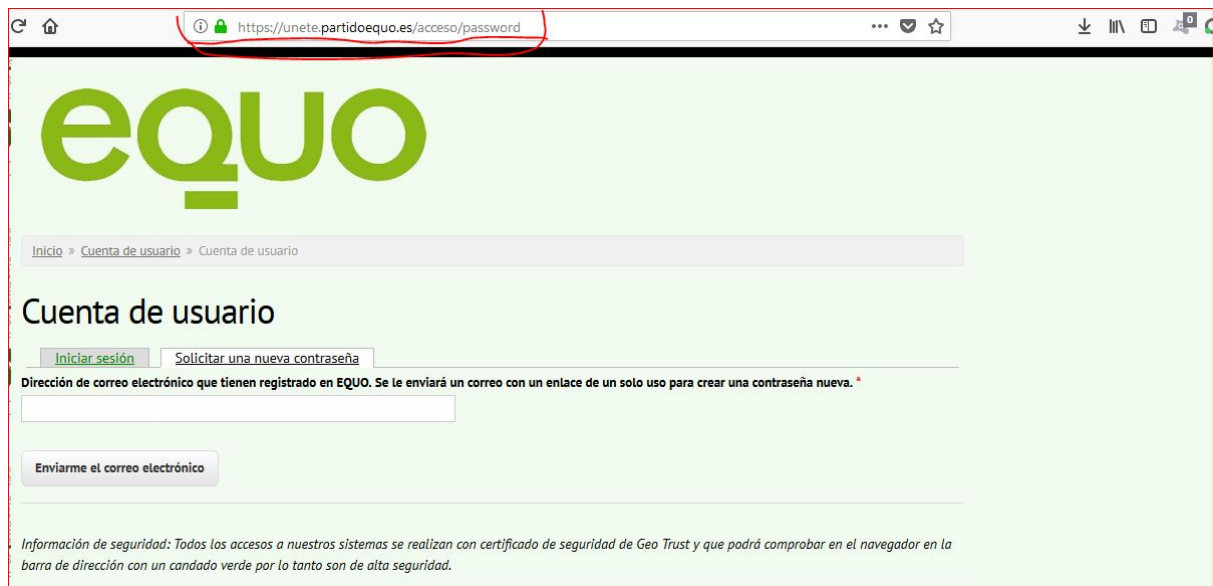 https://unete.partidoequo.es/acceso/password
0
equo
Inicio » Cuenta de usuario » Cuenta de usuario
Cuenta de usuario
Iniciar sesión Solicitar una nueva contraseña
Dirección de correo electrónico que tienen registrado en EQUO. Se le enviará un correo con un enlace de un solo uso para crear una contraseña nueva. *
Enviarme el correo electrónico
Información de seguridad: Todos los accesos a nuestros sistemas se realizan con certificado de seguridad de Geo Trust y que podrá comprobar en el navegador en la
barra de dirección con un candado verde por lo tanto son de alta seguridad.